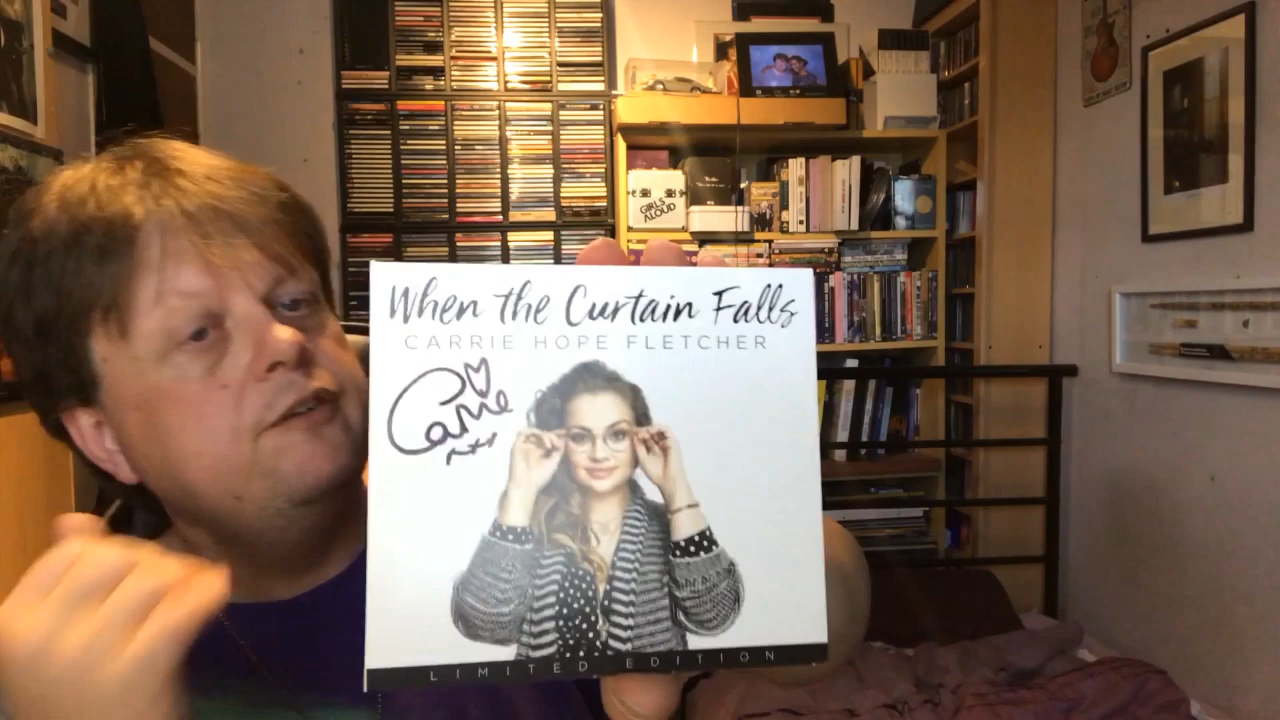 When the Curtain Falls
CARRIE HOPE FLETCHER
Carrie
LIMITED EDITION
GIRLS
ALOUD